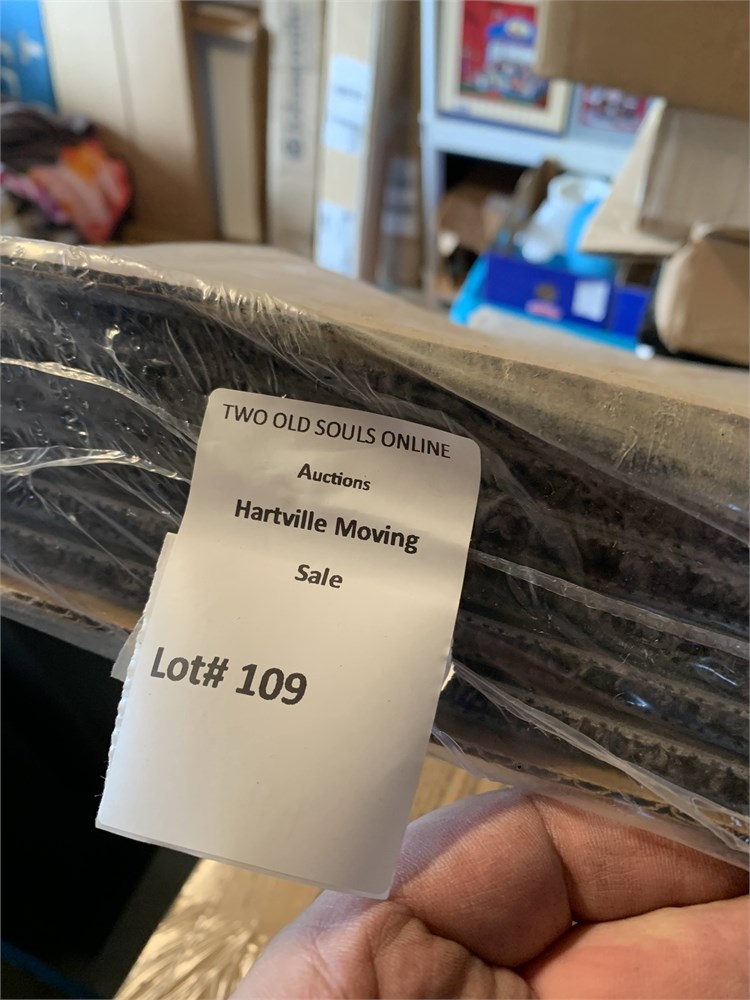 TWO OLD SOULS ONLINE
Auctions
Hartville Moving
Sale
Lot# 109